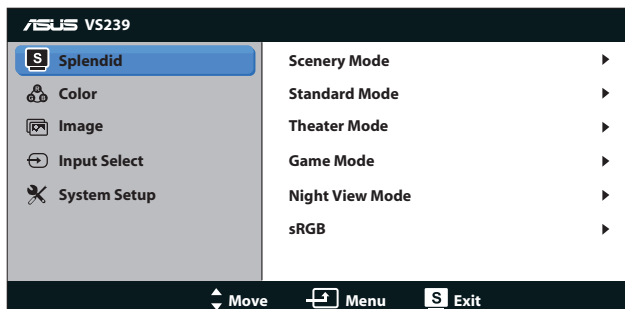 ASUS VS239
S Splendid
Color
Image
Input Select
System Setup
Scenery Mode
Standard Mode
Theater Mode
Game Mode
Night View Mode
sRGB
Move Menu S Exit